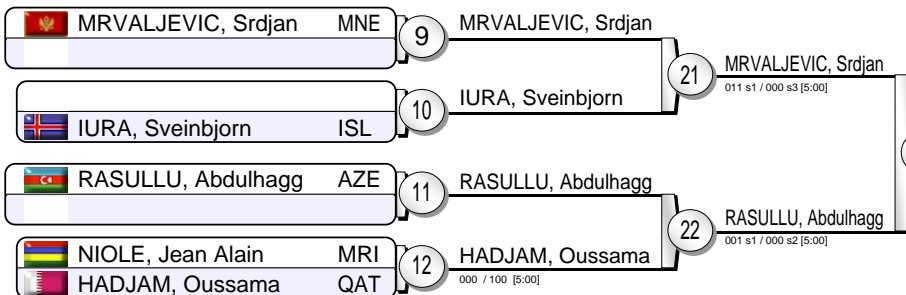 MRVALJEVIC, Srdjan MNE
9
MRVALJEVIC, Srdjan
21
MRVALJEVIC, Srdjan
011 s1 / 000 s3 [5:00]
10
IURA, Sveinbjorn
IURA, Sveinbjorn ISL
RASULLU, Abdulhagg AZE
11
RASULLU, Abdulhagg
22
RASULLU, Abdulhagg
001 s1 / 000 s2 [5:00]
NIOLE, Jean Alain MRI
12
HADJAM, Oussama
000 / 100 [5:00]
HADJAM, Oussama QAT